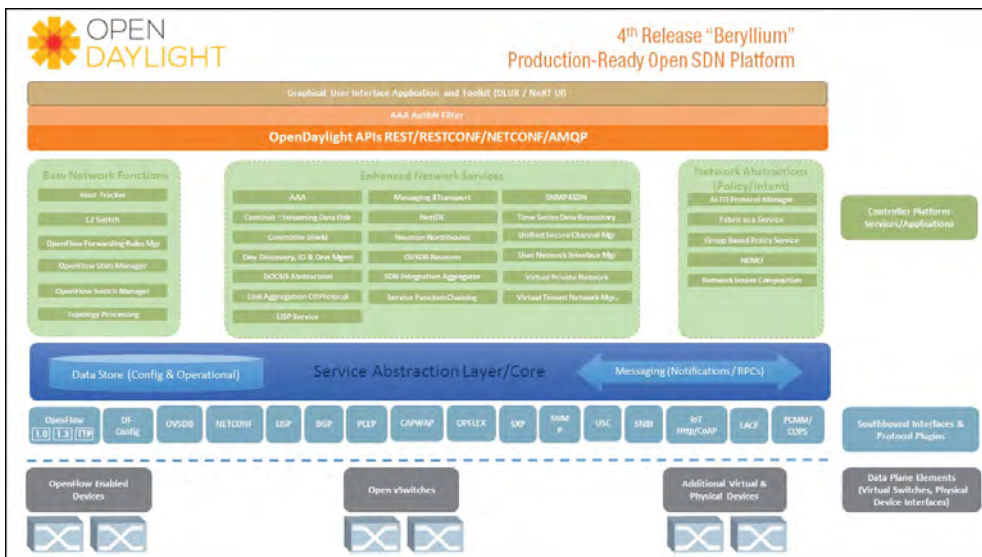 OPEN
DAYLIGHT
4th Release "Beryllium"
Production-Ready Open SDN Platform
Graphical User Interface Application and Toolkit (DLUX / NeXT UI)
AAA AuthN Filter
OpenDaylight APIs REST/RESTCONF/NETCONF/AMQP
Base Network Functions
Host Tracker
L2 Switch
OpenFlow Forwarding Rules Mgr
OpenFlow Stats Manager
OpenFlow Switch Manager
Topology Processing
Enhanced Network Services
AAA
Centinel – Streaming Data Hdlr
Controller Shield
Dev Discovery, ID & Drvr Mgmt
DOCSIS Abstraction
Link Aggregation Ctl Protocol
LISP Service
Messaging 4Transport
NetIDE
Neutron Northbound
OVSDB Neutron
SDN Integration Aggregator
Service Function Chaining
SNMP4SDN
Time Series Data Repository
Unified Secure Channel Mgr
User Network Interface Mgr
Virtual Private Network
Virtual Tenant Network Mgr.
Network Abstractions
(Policy/Intent)
ALTO Protocol Manager
Fabric as a Service
Group Based Policy Service
NEMO
Network Intent Composition
Controller Platform
Services/Applications
Data Store (Config & Operational)
Service Abstraction Layer/Core
Messaging (Notifications / RPCs)
OpenFlow
1.0 1.3 TTP
OF-
Config
OVSDB
NETCONF
LISP
BGP
PCEP
CAPWAP
OPFLEX
SXP
SNM
P
USC
SNBI
IoT
Http/CoAP
LACP
PCMM/
COPS
Southbound Interfaces &
Protocol Plugins
OpenFlow Enabled
Devices
Open vSwitches
Additional Virtual &
Physical Devices
Data Plane Elements
(Virtual Switches, Physical
Device Interfaces)